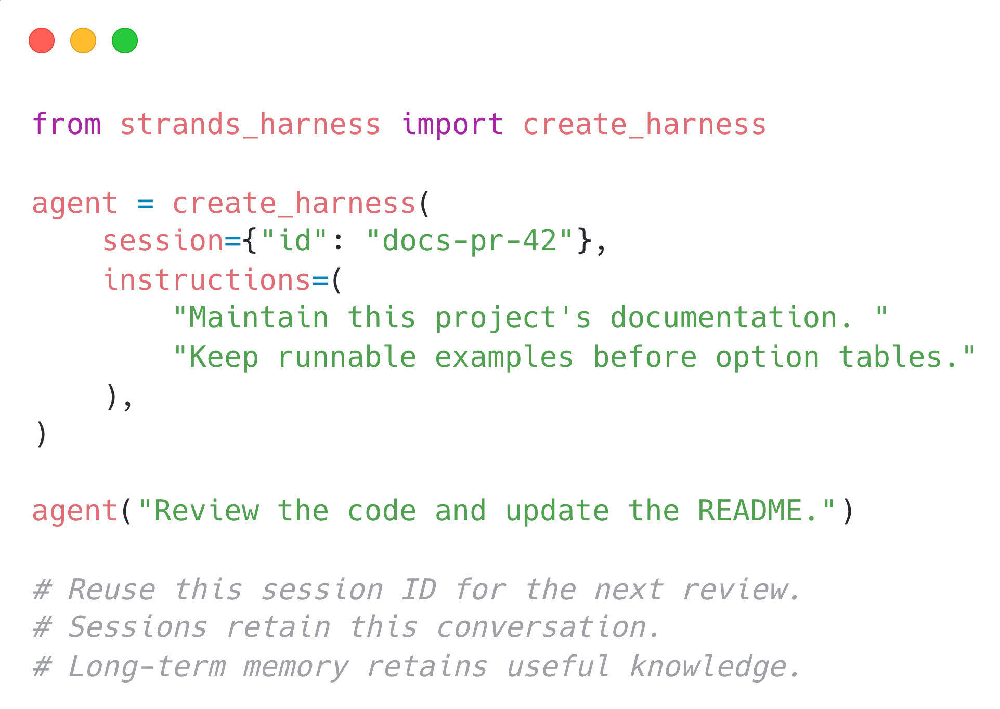 from strands_harness import create_harness

agent = create_harness(
    session={"id": "docs-pr-42"},
    instructions=(
        "Maintain this project's documentation. "
        "Keep runnable examples before option tables."
    ),
)

agent("Review the code and update the README.")

# Reuse this session ID for the next review.
# Sessions retain this conversation.
# Long-term memory retains useful knowledge.